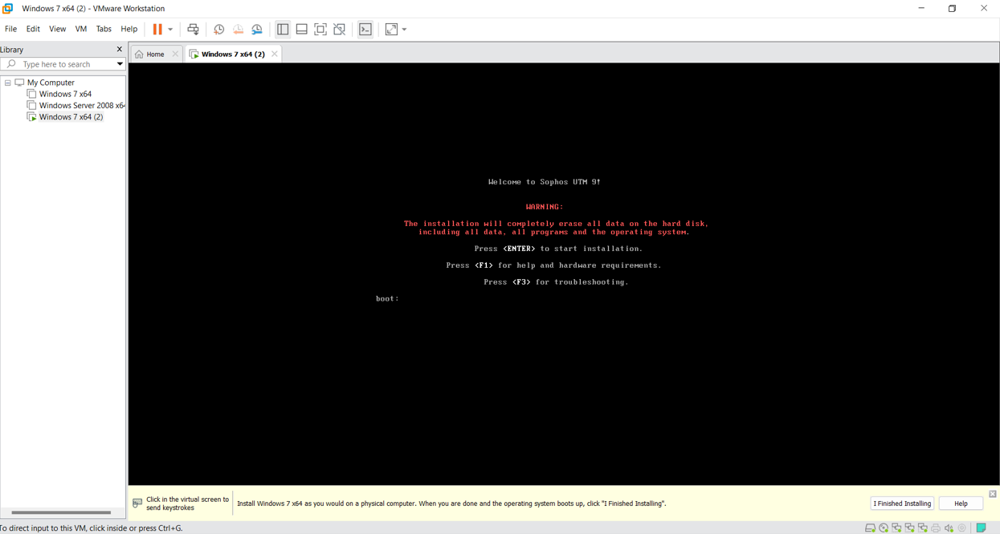 Windows 7 x64 (2) - VMware Workstation
File Edit View VM Tabs Help
Library
Type here to search
My Computer
Windows 7 x64
Windows Server 2008 x64
Windows 7 x64 (2)
Home
Windows 7 x64 (2)
Welcome to Sophos UTM 9!
WARNING:
The installation will completely erase all data on the hard disk,
including all data, all programs and the operating system.
Press <ENTER> to start installation.
Press <F1> for help and hardware requirements.
Press <F3> for troubleshooting.
boot:
Click in the virtual screen to
send keystrokes
Install Windows 7 x64 as you would on a physical computer. When you are done and the operating system boots up, click "I Finished Installing".
I Finished Installing
Help
To direct input to this VM, click inside or press Ctrl+G.